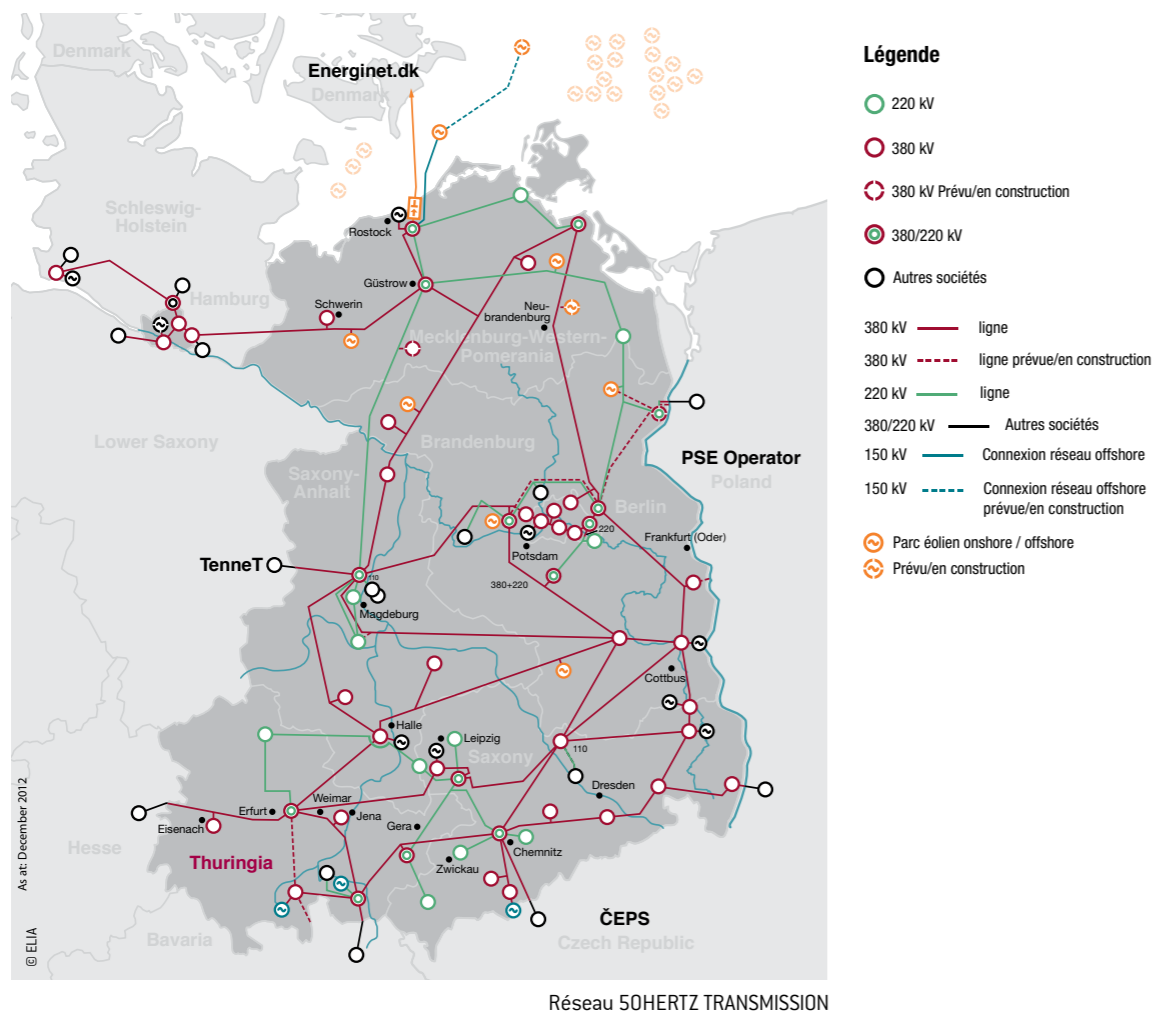 Denmark
Energinet.dk
Denmark
Schleswig-
Holstein
Rostock
Hamburg
Güstrow
Schwerin
Neu-
brandenburg
Mecklenburg-Western-
Pomerania
Lower Saxony
Brandenburg
PSE Operator
Poland
Saxony-
Anhalt
Berlin
220
Frankfurt (Oder)
Potsdam
TenneT
110
380+220
Magdeburg
Cottbus
Halle
Leipzig
Saxony
110
Dresden
Weimar
Erfurt
Jena
Eisenach
Gera
Chemnitz
Zwickau
Hesse
Thuringia
ČEPS
Bavaria
Czech Republic
As at: December 2012
© ELIA
Légende
220 kV
380 kV
380 kV Prévu/en construction
380/220 kV
Autres sociétés
380 kV ligne
380 kV ligne prévue/en construction
220 kV ligne
380/220 kV Autres sociétés
150 kV Connexion réseau offshore
150 kV Connexion réseau offshore
prévue/en construction
Parc éolien onshore / offshore
Prévu/en construction
Réseau 50HERTZ TRANSMISSION